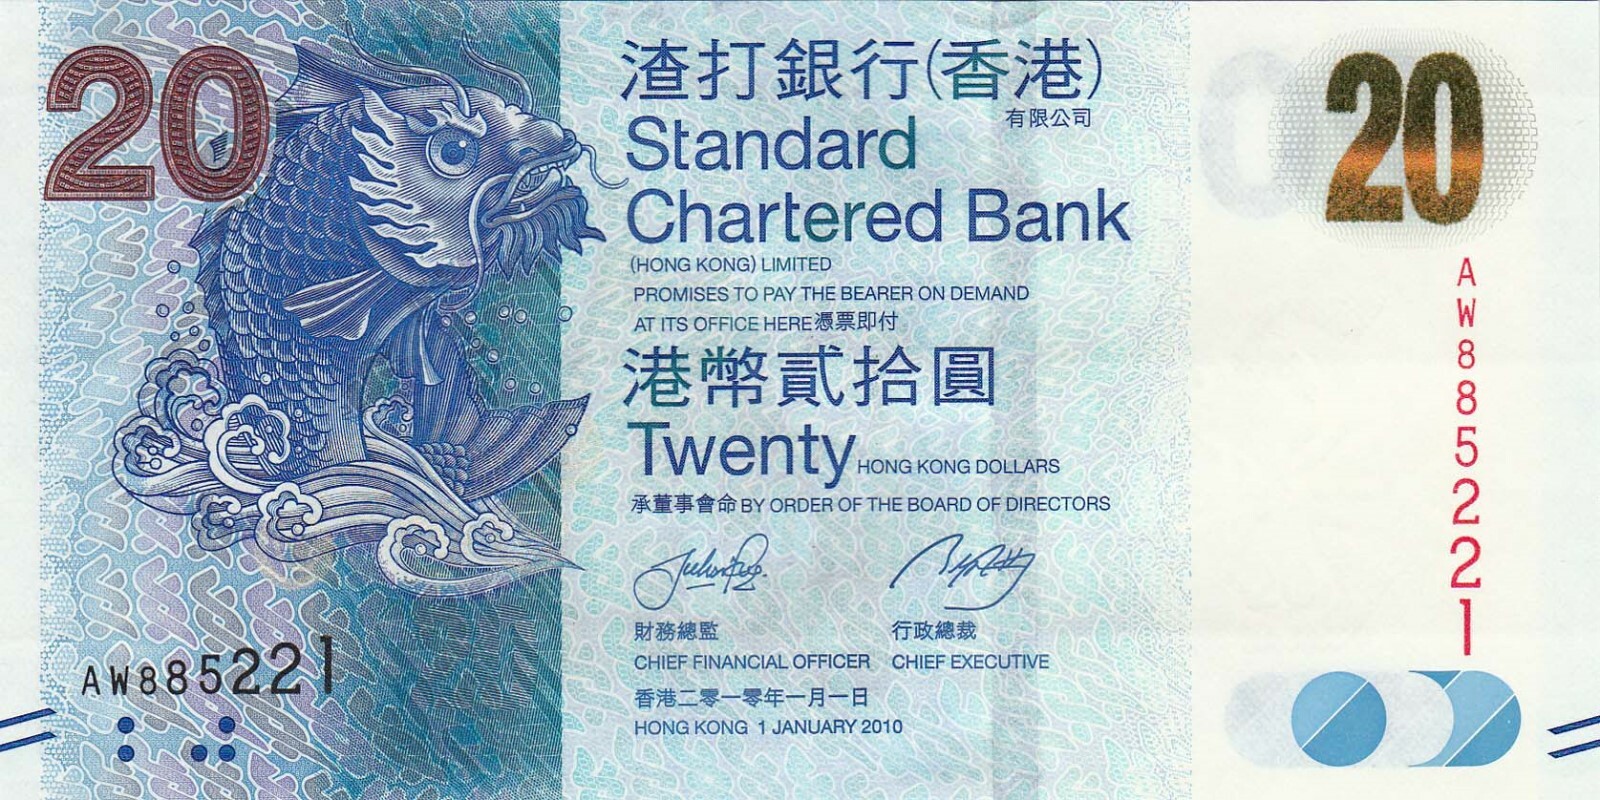 20
渣打銀行(香港)
有限公司
Standard
Chartered Bank
(HONG KONG) LIMITED
PROMISES TO PAY THE BEARER ON DEMAND
AT ITS OFFICE HERE憑票即付
港幣貳拾圓
Twenty HONG KONG DOLLARS
承董事會命 BY ORDER OF THE BOARD OF DIRECTORS
財務總監 行政總裁
CHIEF FINANCIAL OFFICER CHIEF EXECUTIVE
香港二零一零年一月一日
HONG KONG 1 JANUARY 2010
AW885221
20
AW885221